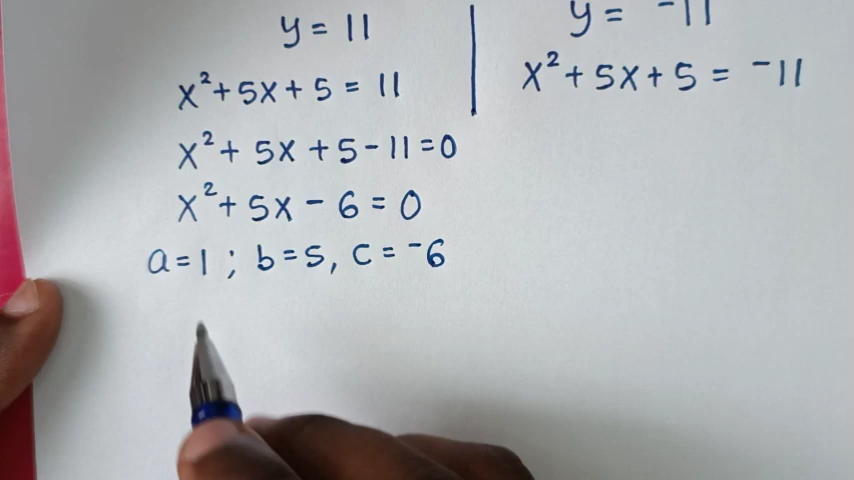 y = 11
x²+5x+5 = 11
x²+ 5x +5-11=0
x²+ 5x - 6 = 0
a=1 ; b=5, c=⁻6
y = ⁻11
x²+ 5x+5 = ⁻11